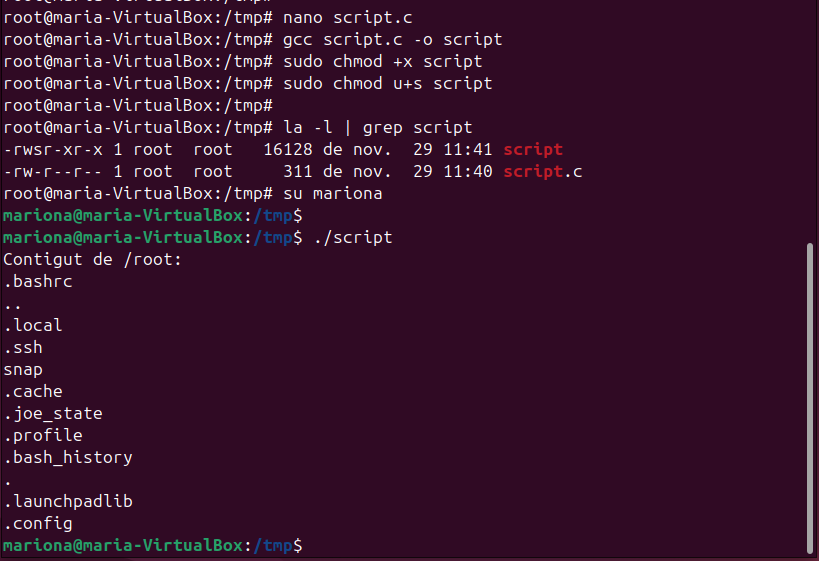 root@maria-VirtualBox:/tmp# nano script.c
root@maria-VirtualBox:/tmp# gcc script.c -o script
root@maria-VirtualBox:/tmp# sudo chmod +x script
root@maria-VirtualBox:/tmp# sudo chmod u+s script
root@maria-VirtualBox:/tmp#
root@maria-VirtualBox:/tmp# la -l | grep script
-rwsr-xr-x 1 root  root   16128 de nov.  29 11:41 script
-rw-r--r-- 1 root  root     311 de nov.  29 11:40 script.c
root@maria-VirtualBox:/tmp# su mariona
mariona@maria-VirtualBox:/tmp$
mariona@maria-VirtualBox:/tmp$ ./script
Contigut de /root:
.bashrc
..
.local
.ssh
snap
.cache
.joe_state
.profile
.bash_history
.
.launchpadlib
.config
mariona@maria-VirtualBox:/tmp$